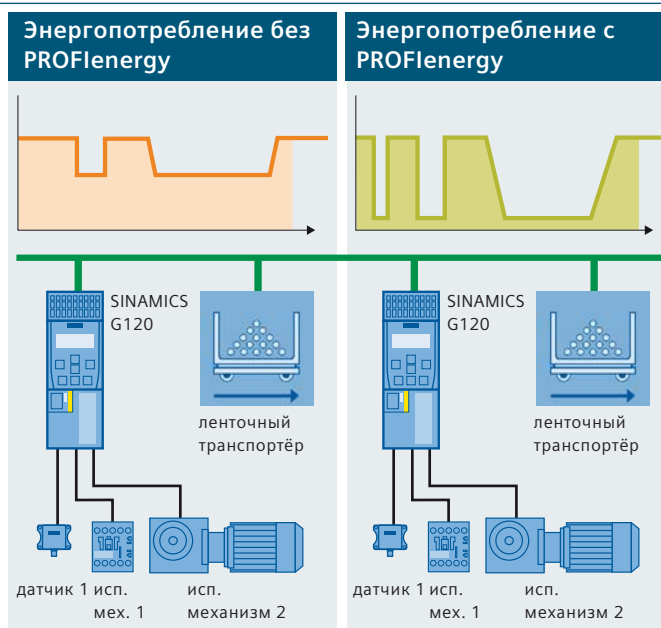 Энергопотребление без
PROFIenergy
Энергопотребление с
PROFIenergy
SINAMICS
G120
ленточный
транспортёр
датчик 1
исп.
мех. 1
исп.
механизм 2
SINAMICS
G120
ленточный
транспортёр
датчик 1
исп.
мех. 1
исп.
механизм 2